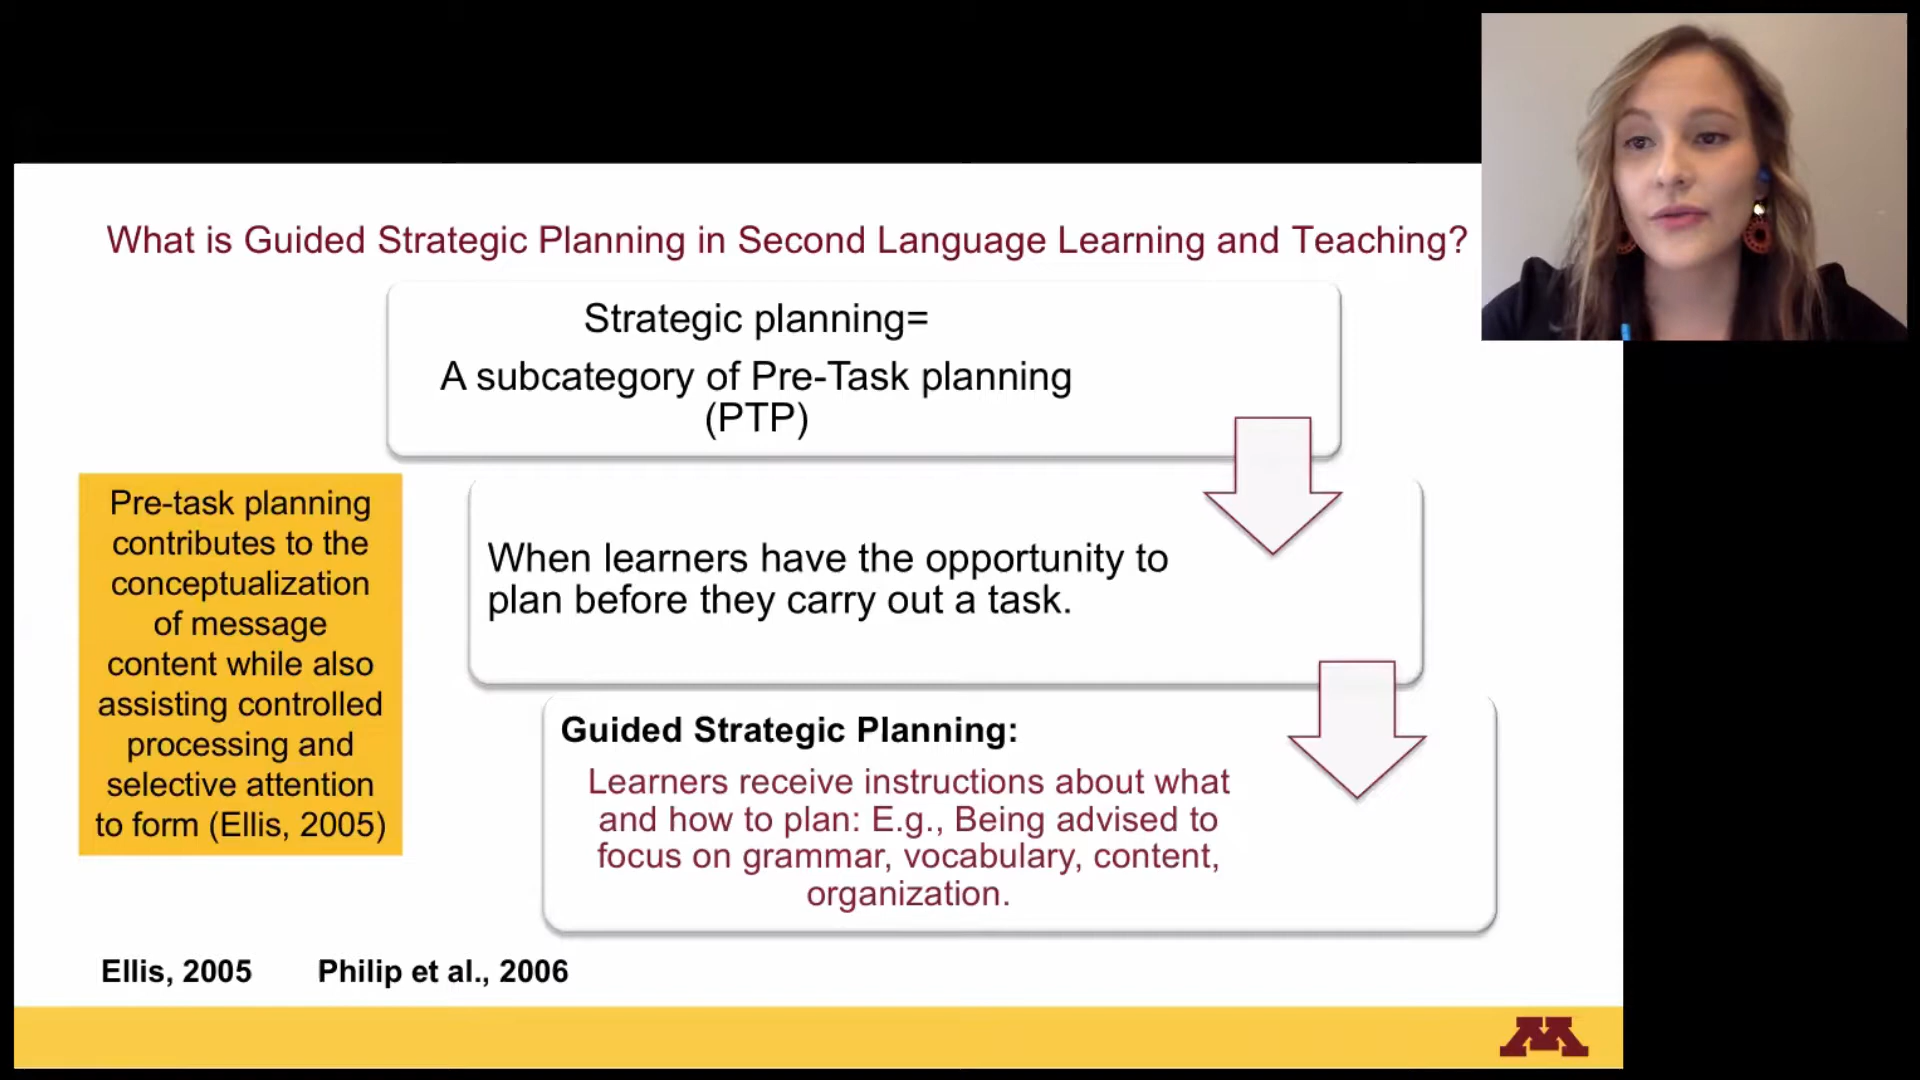 What is Guided Strategic Planning in Second Language Learning and Teaching?
Strategic planning=
A subcategory of Pre-Task planning
(PTP)
Pre-task planning
contributes to the
conceptualization
of message
content while also
assisting controlled
processing and
selective attention
to form (Ellis, 2005)
When learners have the opportunity to
plan before they carry out a task.
Guided Strategic Planning:
Learners receive instructions about what
and how to plan: E.g., Being advised to
focus on grammar, vocabulary, content,
organization.
Ellis, 2005 Philip et al., 2006
M